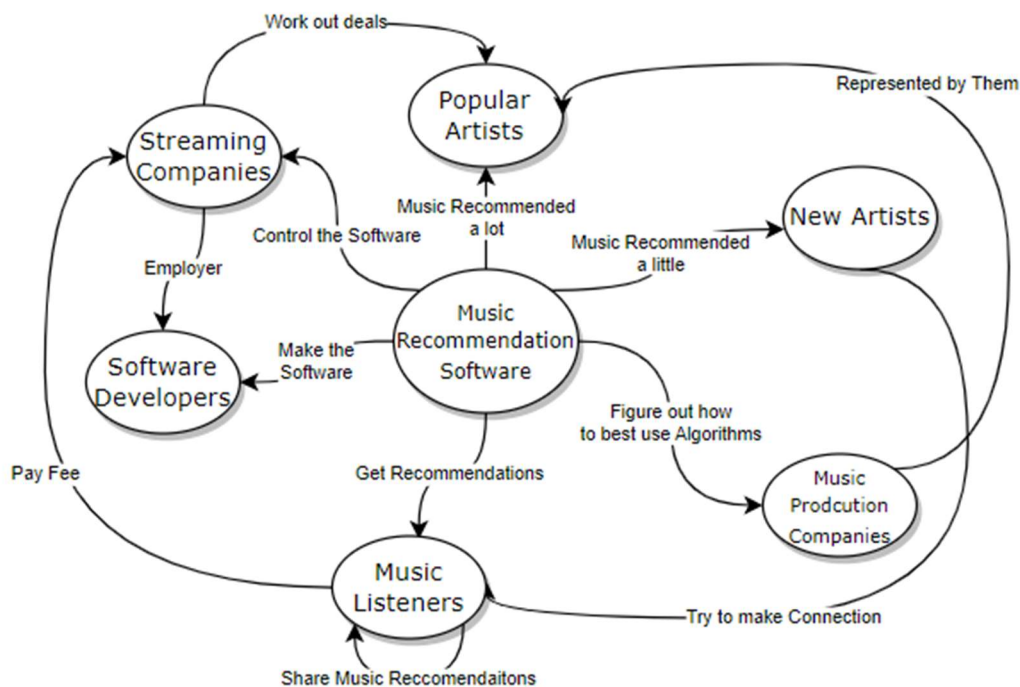 Work out deals
Popular
Artists
Represented by Them
Streaming
Companies
New Artists
Music Recommended
a lot
Control the Software
Music Recommended
a little
Employer
Music
Recommendation
Software
Make the
Software
Software
Developers
Figure out how
to best use Algorithms
Pay Fee
Get Recommendations
Music
Prodcution
Companies
Music
Listeners
Try to make Connection
Share Music Reccomendaitons